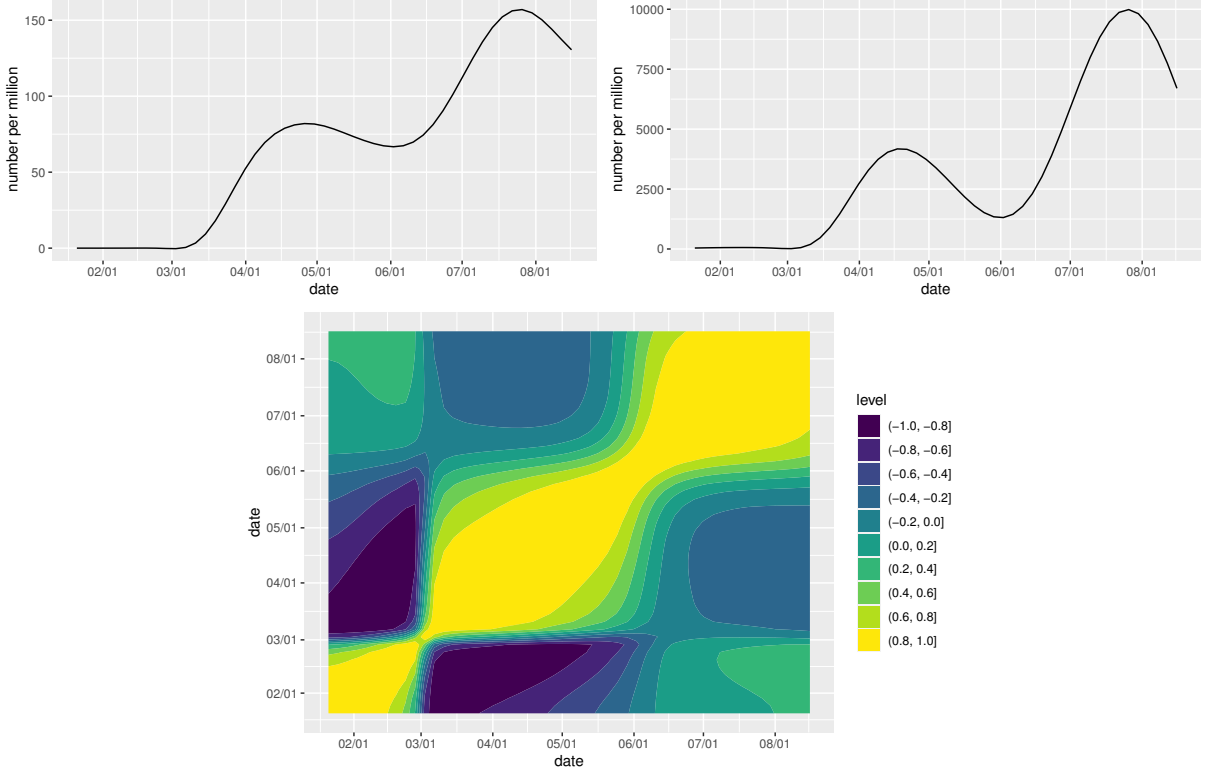 150
100
50
0
number per million
02/01 03/01 04/01 05/01 06/01 07/01 08/01
date
10000
7500
5000
2500
0
number per million
02/01 03/01 04/01 05/01 06/01 07/01 08/01
date
08/01
07/01
06/01
05/01
04/01
03/01
02/01
date
02/01 03/01 04/01 05/01 06/01 07/01 08/01
date
level
(−1.0, −0.8]
(−0.8, −0.6]
(−0.6, −0.4]
(−0.4, −0.2]
(−0.2, 0.0]
(0.0, 0.2]
(0.2, 0.4]
(0.4, 0.6]
(0.6, 0.8]
(0.8, 1.0]